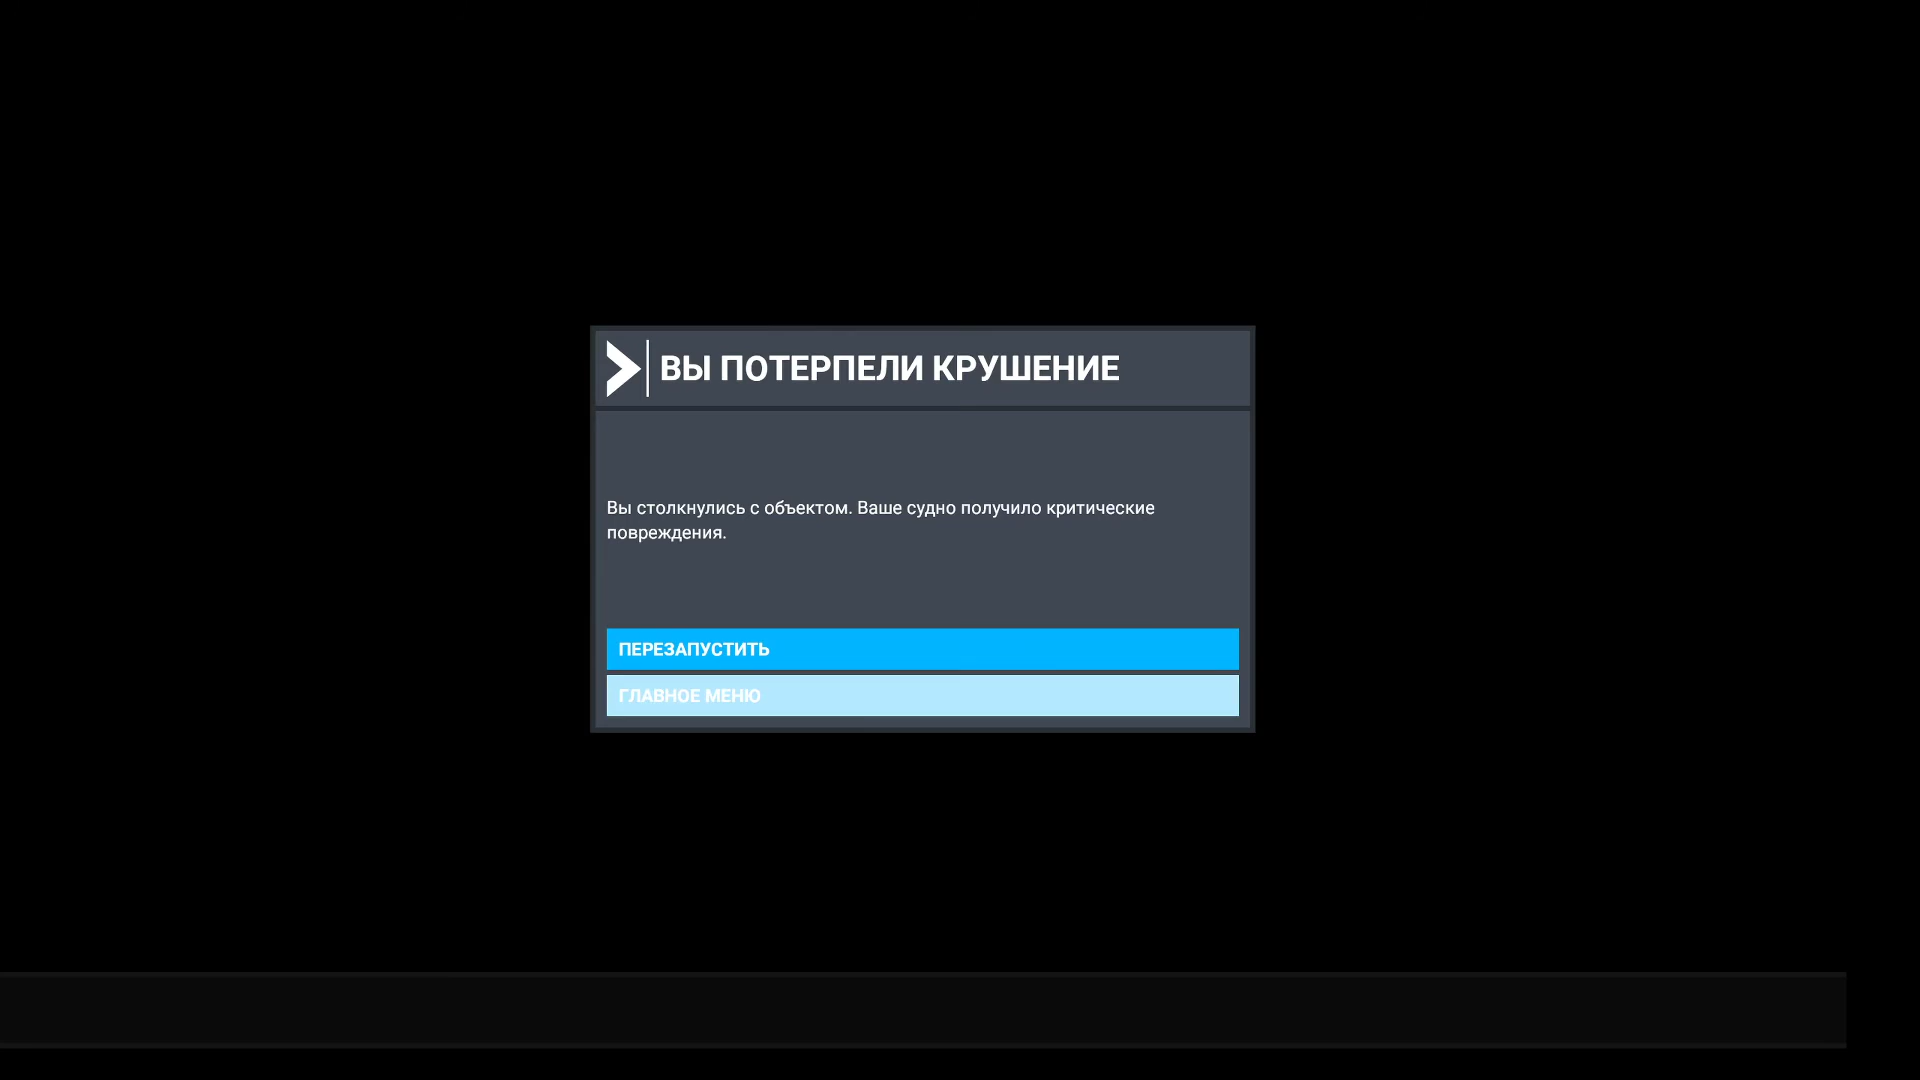 ВЫ ПОТЕРПЕЛИ КРУШЕНИЕ
Вы столкнулись с объектом. Ваше судно получило критические
повреждения.
ПЕРЕЗАПУСТИТЬ
ГЛАВНОЕ МЕНЮ